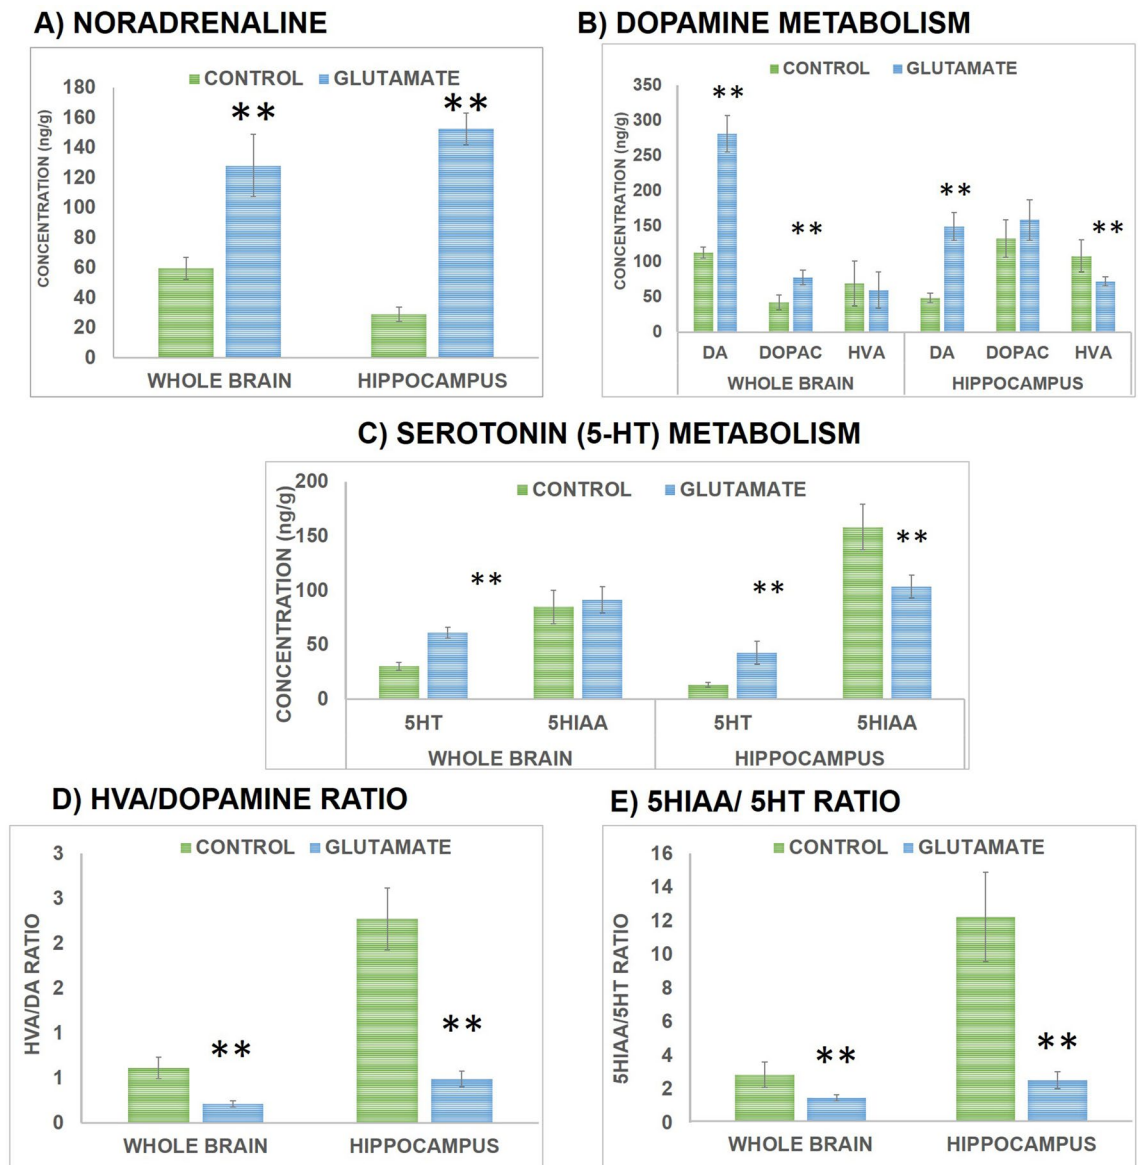 A) NORADRENALINE
CONTROL GLUTAMATE
CONCENTRATION (ng/g)
180
160
140
120
100
80
60
40
20
0
** **
WHOLE BRAIN HIPPOCAMPUS
B) DOPAMINE METABOLISM
CONTROL GLUTAMATE
CONCENTRATION (ng/g)
350
300
250
200
150
100
50
0
** ** ** **
DA DOPAC HVA DA DOPAC HVA
WHOLE BRAIN HIPPOCAMPUS
C) SEROTONIN (5-HT) METABOLISM
CONTROL GLUTAMATE
CONCENTRATION (ng/g)
200
150
100
50
0
** ** **
5HT 5HIAA 5HT 5HIAA
WHOLE BRAIN HIPPOCAMPUS
D) HVA/DOPAMINE RATIO
CONTROL GLUTAMATE
HVA/DA RATIO
3
3
2
2
1
1
0
** **
WHOLE BRAIN HIPPOCAMPUS
E) 5HIAA/ 5HT RATIO
CONTROL GLUTAMATE
5HIAA/5HT RATIO
16
14
12
10
8
6
4
2
0
** **
WHOLE BRAIN HIPPOCAMPUS